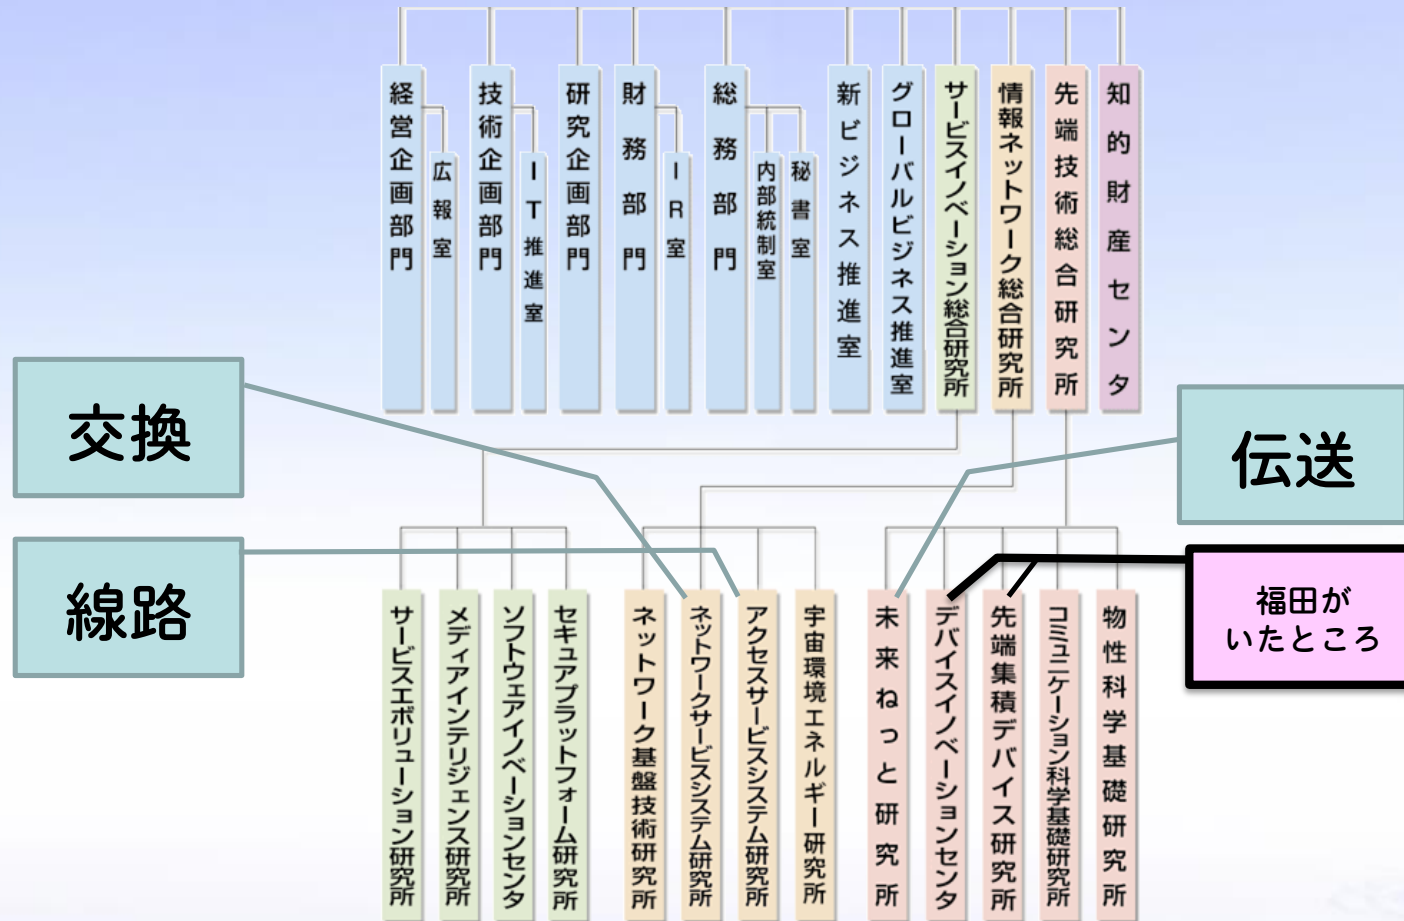 経営企画部門
広報室
技術企画部門
IT推進室
研究企画部門
財務部門
IR室
総務部門
内部統制室
秘書室
新ビジネス推進室
グローバルビジネス推進室
サービスイノベーション総合研究所
情報ネットワーク総合研究所
先端技術総合研究所
知的財産センタ
交換
線路
伝送
福田が
いたところ
サービスエボリューション研究所
メディアインテリジェンス研究所
ソフトウェアイノベーションセンタ
セキュアプラットフォーム研究所
ネットワーク基盤技術研究所
ネットワークサービスシステム研究所
アクセスサービスシステム研究所
宇宙環境エネルギー研究所
未来ねっと研究所
デバイスイノベーションセンタ
先端集積デバイス研究所
コミュニケーション科学基礎研究所
物性科学基礎研究所